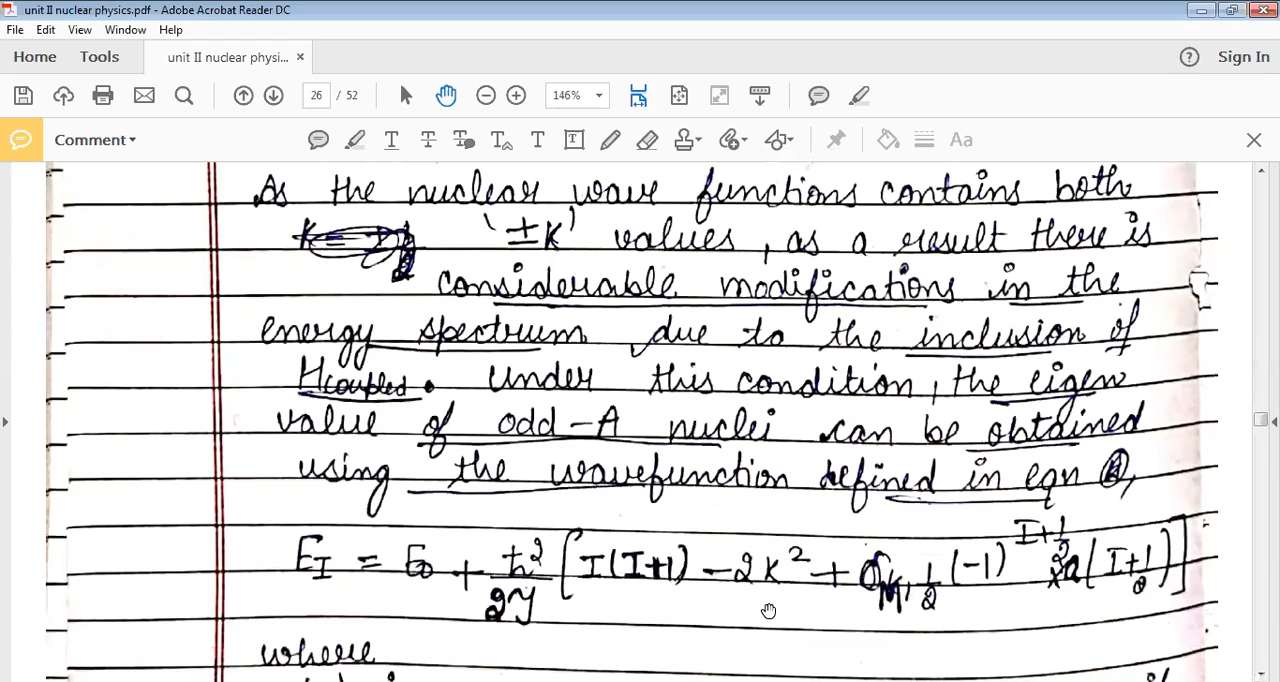 unit II nuclear physics.pdf - Adobe Acrobat Reader DC
File Edit View Window Help
Home Tools unit II nuclear physi... × Sign In
26 / 52 146%
Comment
As the nuclear wave functions contains both
'±K' values, as a result there is
considerable modifications in the
energy spectrum due to the inclusion of
Hcoupled. Under this condition, the eigen
value of odd-A nuclei can be obtained
using the wavefunction defined in eqn
E_I = E_0 + ħ²/2𝒥 [I(I+1) - 2K² + δ_K,1/2 (-1)^(I+1/2) a(I+1/2)]
where